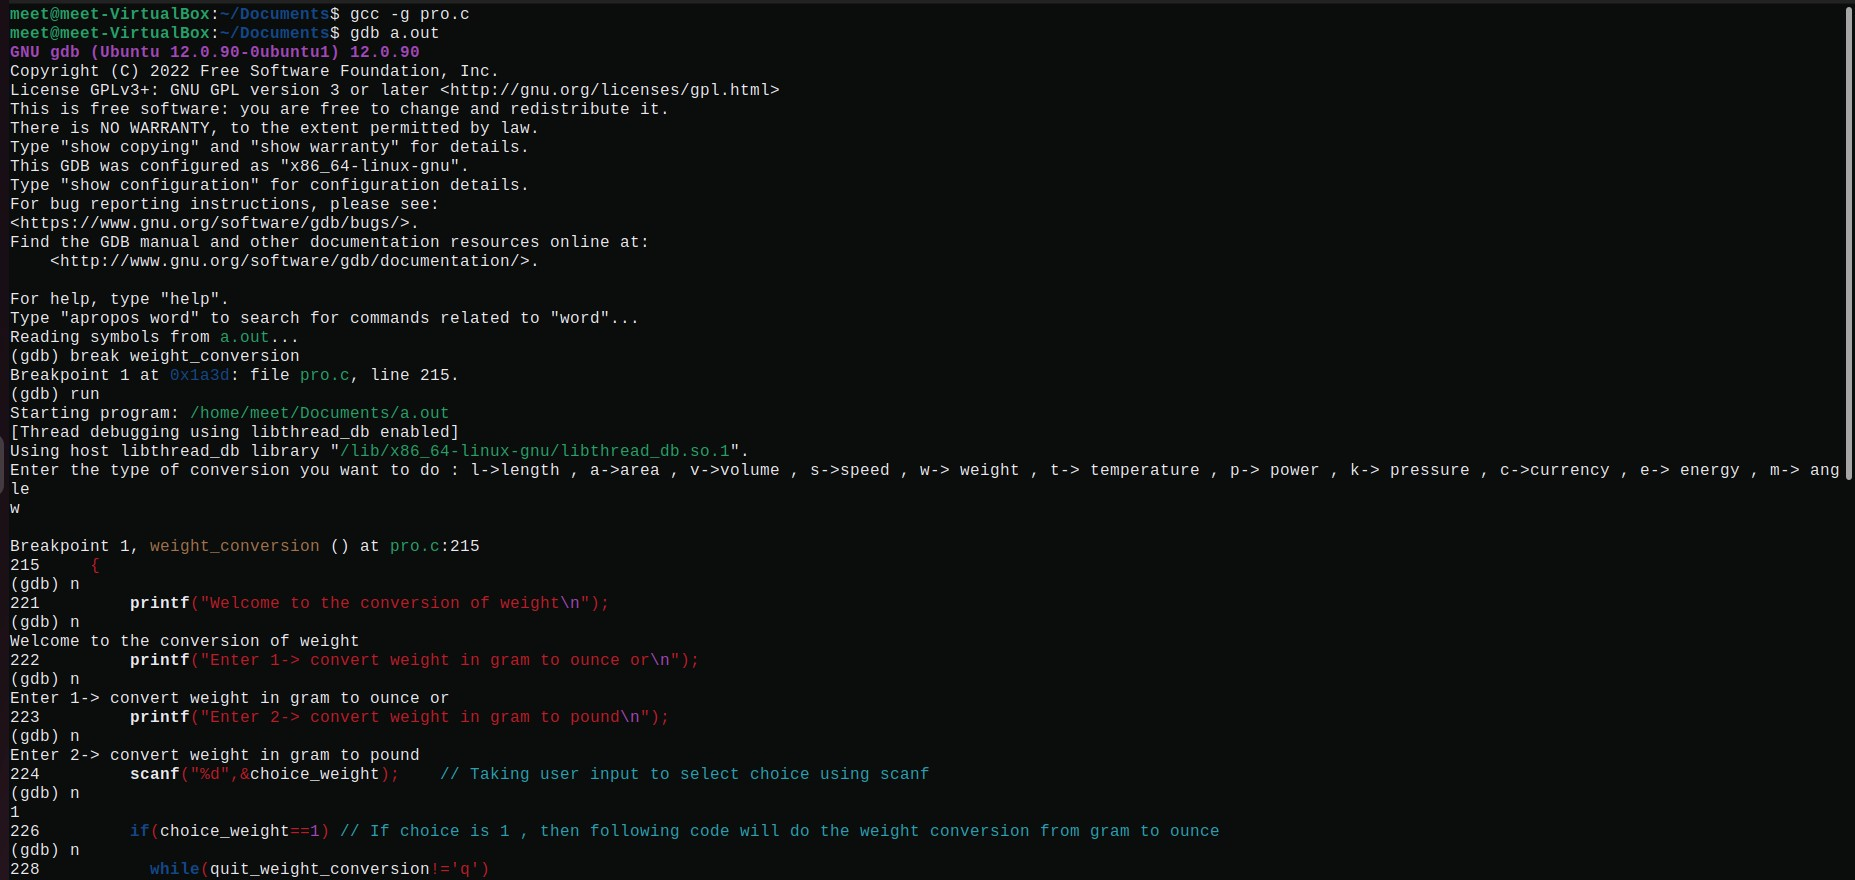 meet@meet-VirtualBox:~/Documents$ gcc -g pro.c
meet@meet-VirtualBox:~/Documents$ gdb a.out
GNU gdb (Ubuntu 12.0.90-0ubuntu1) 12.0.90
Copyright (C) 2022 Free Software Foundation, Inc.
License GPLv3+: GNU GPL version 3 or later <http://gnu.org/licenses/gpl.html>
This is free software: you are free to change and redistribute it.
There is NO WARRANTY, to the extent permitted by law.
Type "show copying" and "show warranty" for details.
This GDB was configured as "x86_64-linux-gnu".
Type "show configuration" for configuration details.
For bug reporting instructions, please see:
<https://www.gnu.org/software/gdb/bugs/>.
Find the GDB manual and other documentation resources online at:
    <http://www.gnu.org/software/gdb/documentation/>.

For help, type "help".
Type "apropos word" to search for commands related to "word"...
Reading symbols from a.out...
(gdb) break weight_conversion
Breakpoint 1 at 0x1a3d: file pro.c, line 215.
(gdb) run
Starting program: /home/meet/Documents/a.out
[Thread debugging using libthread_db enabled]
Using host libthread_db library "/lib/x86_64-linux-gnu/libthread_db.so.1".
Enter the type of conversion you want to do : l->length , a->area , v->volume , s->speed , w-> weight , t-> temperature , p-> power , k-> pressure , c->currency , e-> energy , m-> ang
le
w

Breakpoint 1, weight_conversion () at pro.c:215
215     {
(gdb) n
221         printf("Welcome to the conversion of weight\n");
(gdb) n
Welcome to the conversion of weight
222         printf("Enter 1-> convert weight in gram to ounce or\n");
(gdb) n
Enter 1-> convert weight in gram to ounce or
223         printf("Enter 2-> convert weight in gram to pound\n");
(gdb) n
Enter 2-> convert weight in gram to pound
224         scanf("%d",&choice_weight);    // Taking user input to select choice using scanf
(gdb) n
1
226         if(choice_weight==1) // If choice is 1 , then following code will do the weight conversion from gram to ounce
(gdb) n
228           while(quit_weight_conversion!='q')